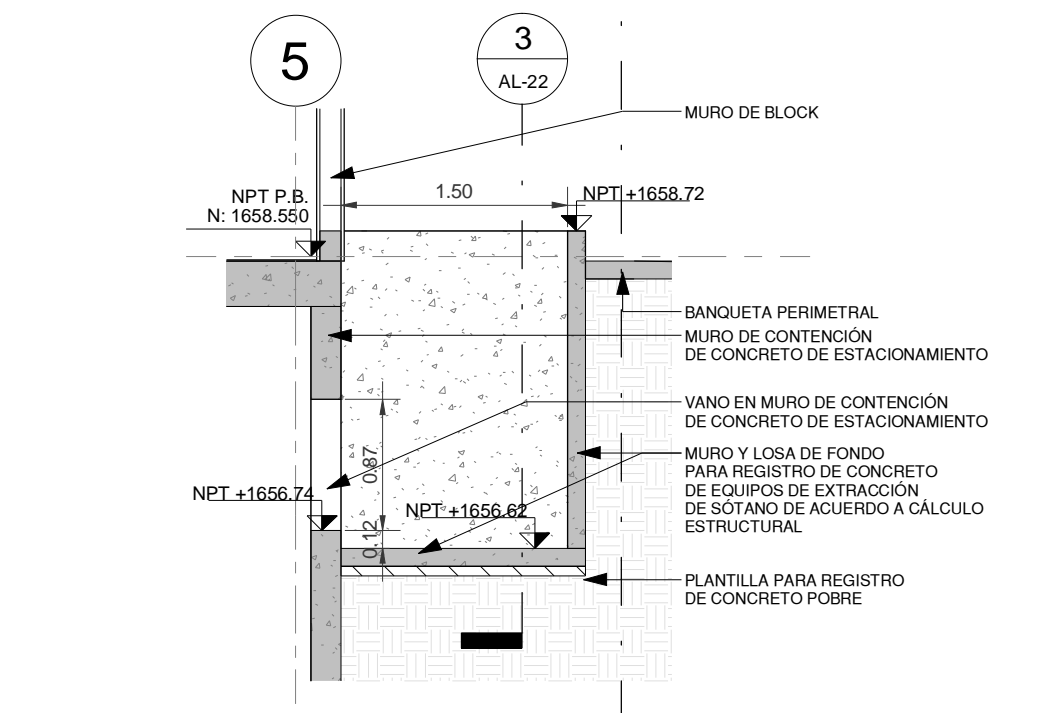 5
3
AL-22
MURO DE BLOCK
NPT P.B.
N: 1658.550
1.50
NPT +1658.72
BANQUETA PERIMETRAL
MURO DE CONTENCIÓN
DE CONCRETO DE ESTACIONAMIENTO
VANO EN MURO DE CONTENCIÓN
DE CONCRETO DE ESTACIONAMIENTO
0.87
MURO Y LOSA DE FONDO
PARA REGISTRO DE CONCRETO
DE EQUIPOS DE EXTRACCIÓN
DE SÓTANO DE ACUERDO A CÁLCULO
ESTRUCTURAL
NPT +1656.74
NPT +1656.62
0.12
PLANTILLA PARA REGISTRO
DE CONCRETO POBRE